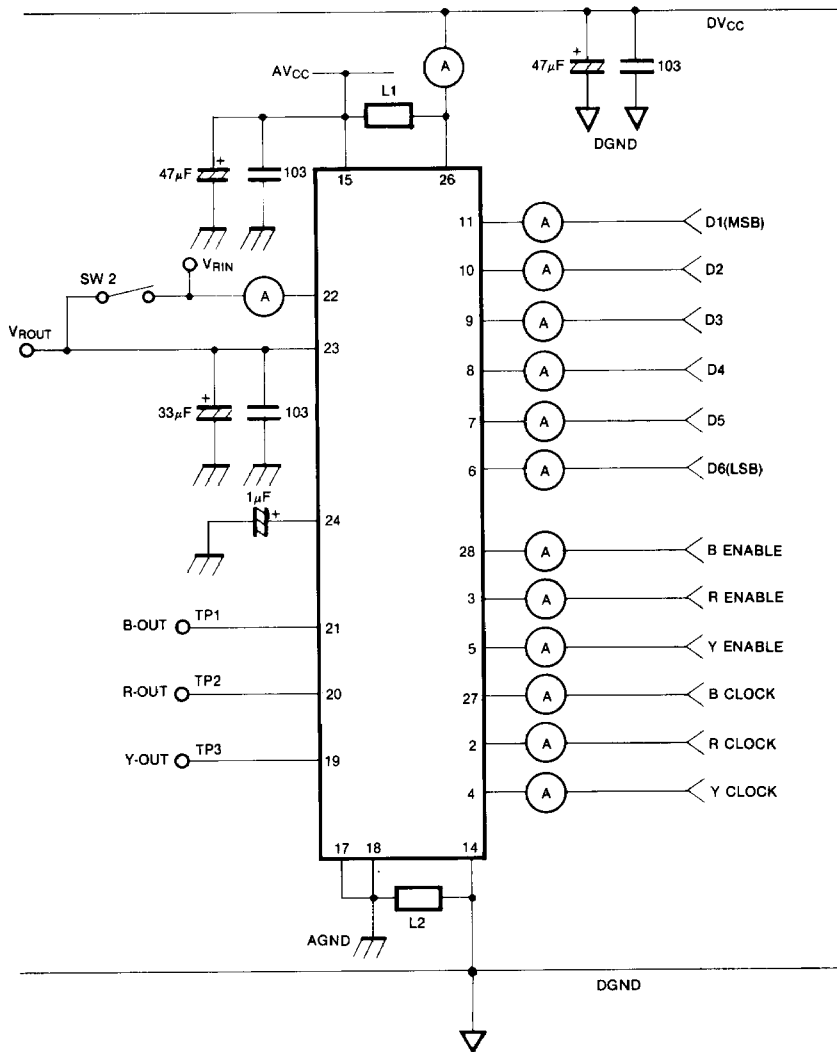 DVCC
A
47μF +
103
AVCC
L1
DGND
47μF +
103
15
26
11 A D1(MSB)
VRIN
SW 2
A 22
10 A D2
9 A D3
VROUT
23
8 A D4
33μF +
103
7 A D5
6 A D6(LSB)
1μF +
24
28 A B ENABLE
3 A R ENABLE
B-OUT TP1 21
5 A Y ENABLE
R-OUT TP2 20
27 A B CLOCK
2 A R CLOCK
Y-OUT TP3 19
4 A Y CLOCK
17 18 14
L2
AGND
DGND